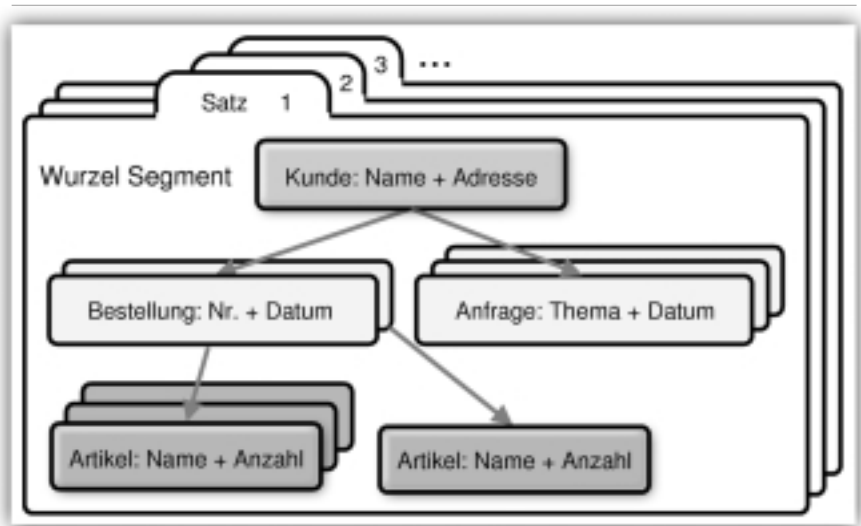 3 ...
2
Satz 1
Wurzel Segment
Kunde: Name + Adresse
Bestellung: Nr. + Datum
Anfrage: Thema + Datum
Artikel: Name + Anzahl
Artikel: Name + Anzahl